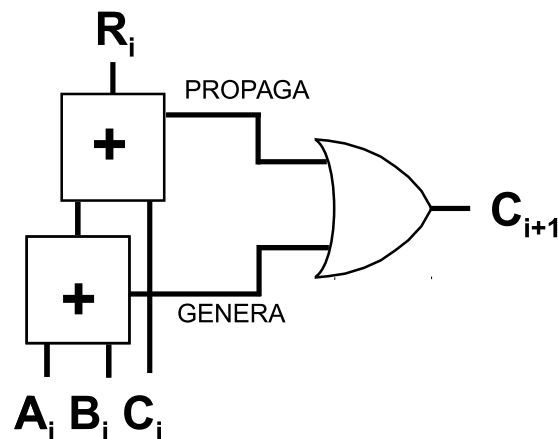 Ri
PROPAGA
+
Ci+1
+
GENERA
Ai Bi Ci